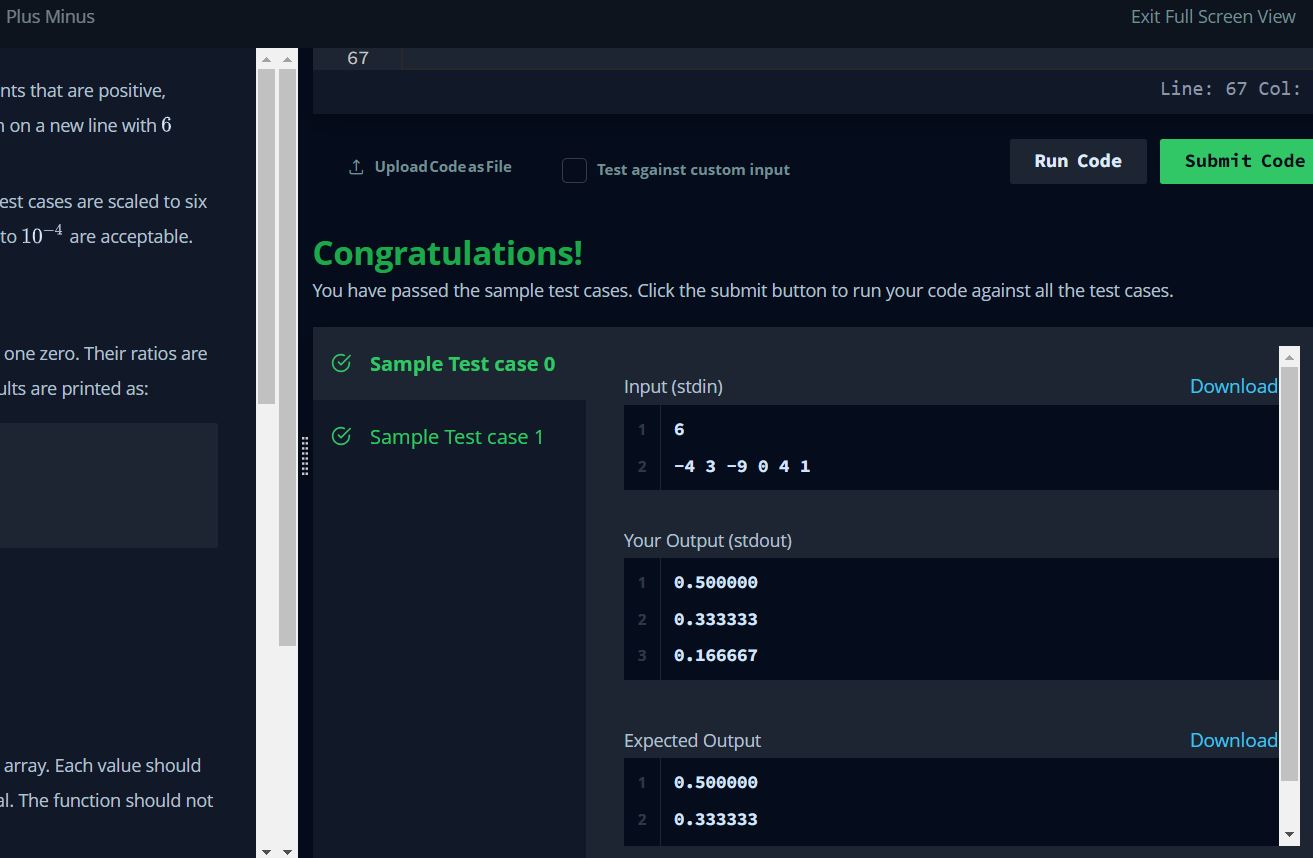 Plus Minus
Exit Full Screen View
nts that are positive,
on a new line with 6
est cases are scaled to six
to 10⁻⁴ are acceptable.
one zero. Their ratios are
ults are printed as:
array. Each value should
al. The function should not
67
Line: 67 Col:
Upload Code as File
Test against custom input
Run Code
Submit Code
Congratulations!
You have passed the sample test cases. Click the submit button to run your code against all the test cases.
Sample Test case 0
Sample Test case 1
Input (stdin)
Download
1 6
2 -4 3 -9 0 4 1
Your Output (stdout)
1 0.500000
2 0.333333
3 0.166667
Expected Output
Download
1 0.500000
2 0.333333